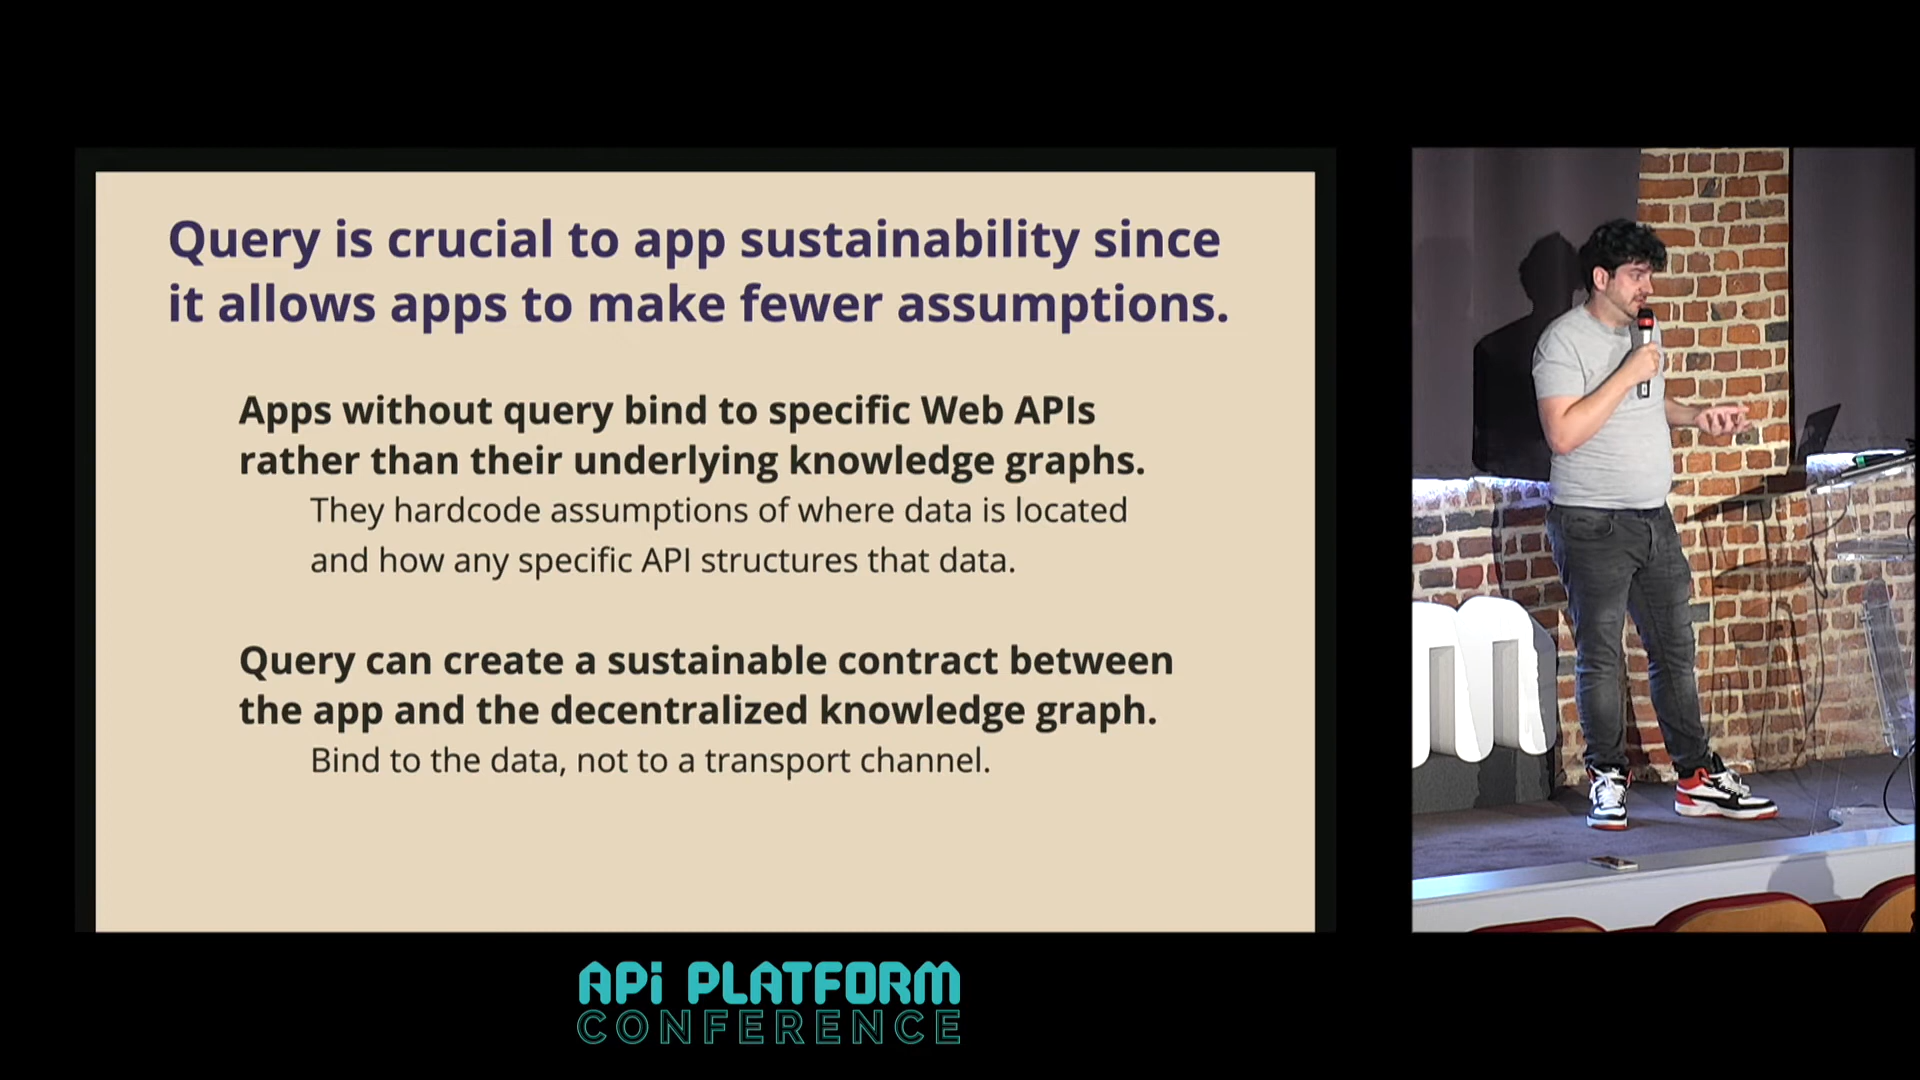 Query is crucial to app sustainability since
it allows apps to make fewer assumptions.
Apps without query bind to specific Web APIs
rather than their underlying knowledge graphs.
They hardcode assumptions of where data is located
and how any specific API structures that data.
Query can create a sustainable contract between
the app and the decentralized knowledge graph.
Bind to the data, not to a transport channel.
m
APi PLATFORM
CONFERENCE